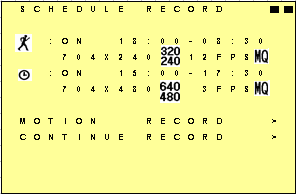 SCHEDULE RECORD
:ON 18:00-08:30
704X240 320 240 12FPS MQ
:ON 15:00-17:30
704X480 640 480 3FPS MQ
MOTION RECORD >
CONTINUE RECORD >